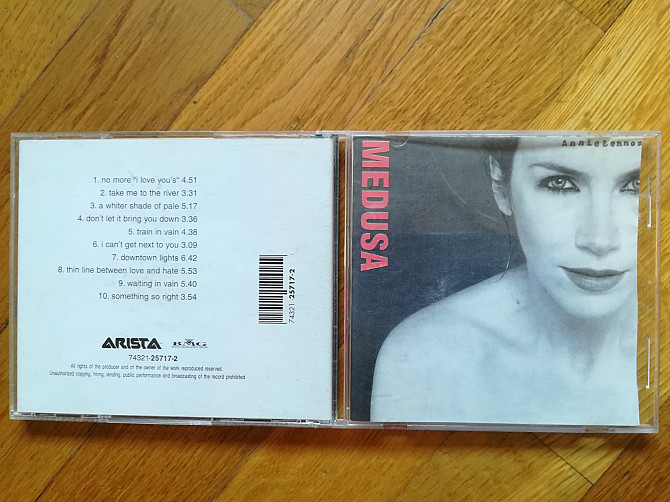 1. no more "i love you's" 4.51
2. take me to the river 3.31
3. a whiter shade of pale 5.17
4. don't let it bring you down 3.36
5. train in vain 4.38
6. i can't get next to you 3.09
7. downtown lights 6.42
8. thin line between love and hate 5.53
9. waiting in vain 5.40
10. something so right 3.54
74321-25717-2
ARISTA
BMG
74321-25717-2
All rights of the producer and of the owner of the work reproduced reserved.
Unauthorized copying, hiring, lending, public performance and broadcasting of the record prohibited
MEDUSA
Annie Lennox